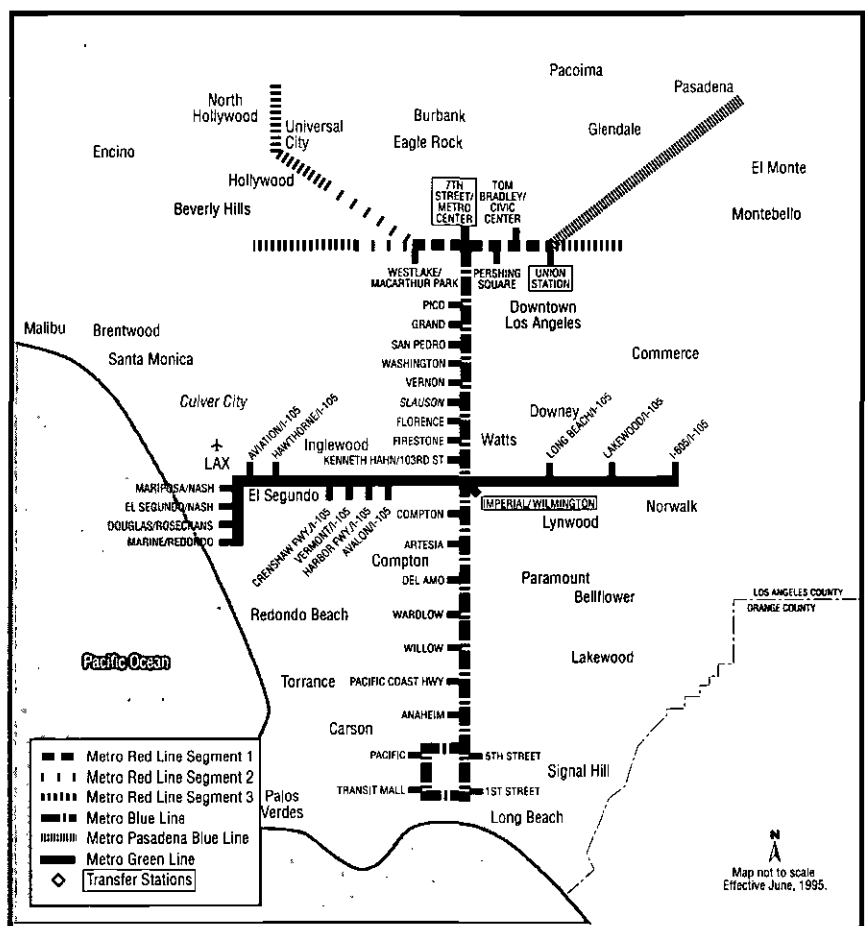 Pacoima
Pasadena
North
Hollywood
Universal
City
Burbank
Eagle Rock
Glendale
Encino
El Monte
Hollywood
Beverly Hills
Montebello
7TH
STREET/
METRO
CENTER
TOM
BRADLEY/
CIVIC
CENTER
WESTLAKE/
MACARTHUR PARK
PERSHING
SQUARE
UNION
STATION
PICO
Downtown
Los Angeles
GRAND
Malibu
Brentwood
Santa Monica
SAN PEDRO
WASHINGTON
Commerce
VERNON
Culver City
SLAUSON
AVIATION/I-105
HAWTHORNE/I-105
FLORENCE
Downey
LONG BEACH/I-105
LAKEWOOD/I-105
I-605/I-105
Inglewood
FIRESTONE
Watts
LAX
KENNETH HAHN/103RD ST
MARIPOSA/NASH
El Segundo
EL SEGUNDO/NASH
DOUGLAS/ROSECRANS
MARINE/REDONDO
CRENSHAW FWY/I-105
VERMONT/I-105
HARBOR FWY/I-105
AVALON/I-105
IMPERIAL/WILMINGTON
Norwalk
COMPTON
Lynwood
ARTESIA
Compton
DEL AMO
Paramount
Bellflower
LOS ANGELES COUNTY
ORANGE COUNTY
Redondo Beach
WARDLOW
WILLOW
Lakewood
Pacific Ocean
Torrance
PACIFIC COAST HWY
ANAHEIM
Carson
PACIFIC
5TH STREET
Signal Hill
TRANSIT MALL
1ST STREET
Palos
Verdes
Long Beach
Metro Red Line Segment 1
Metro Red Line Segment 2
Metro Red Line Segment 3
Metro Blue Line
Metro Pasadena Blue Line
Metro Green Line
Transfer Stations
N
Map not to scale
Effective June, 1995.